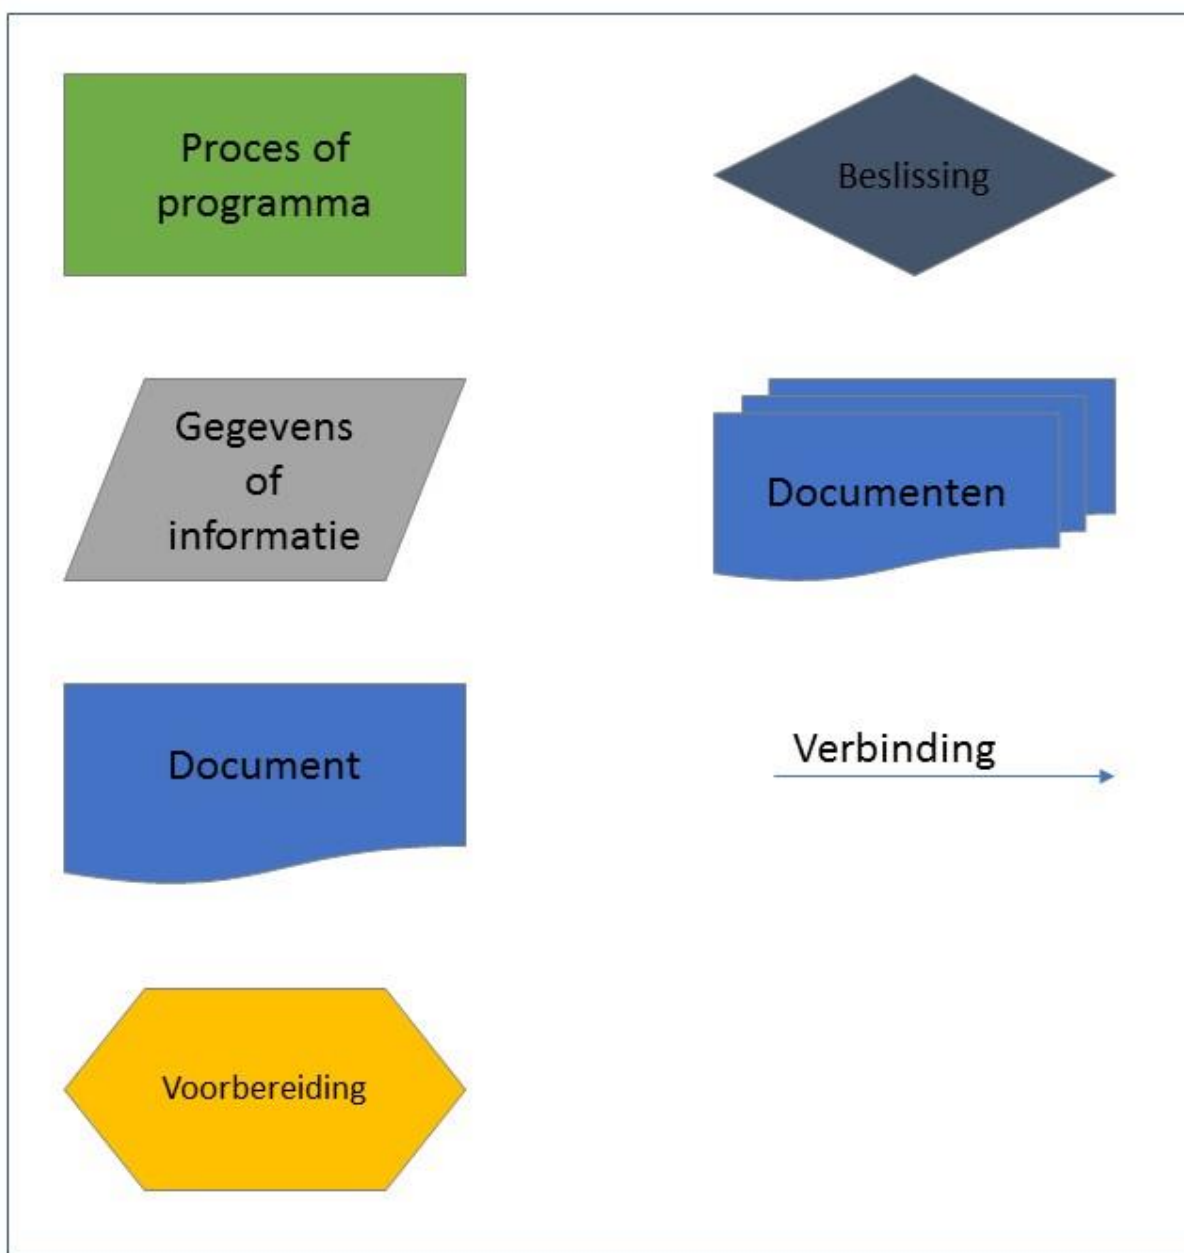 Proces of
programma
Beslissing
Gegevens
of
informatie
Documenten
Document
Verbinding
Voorbereiding